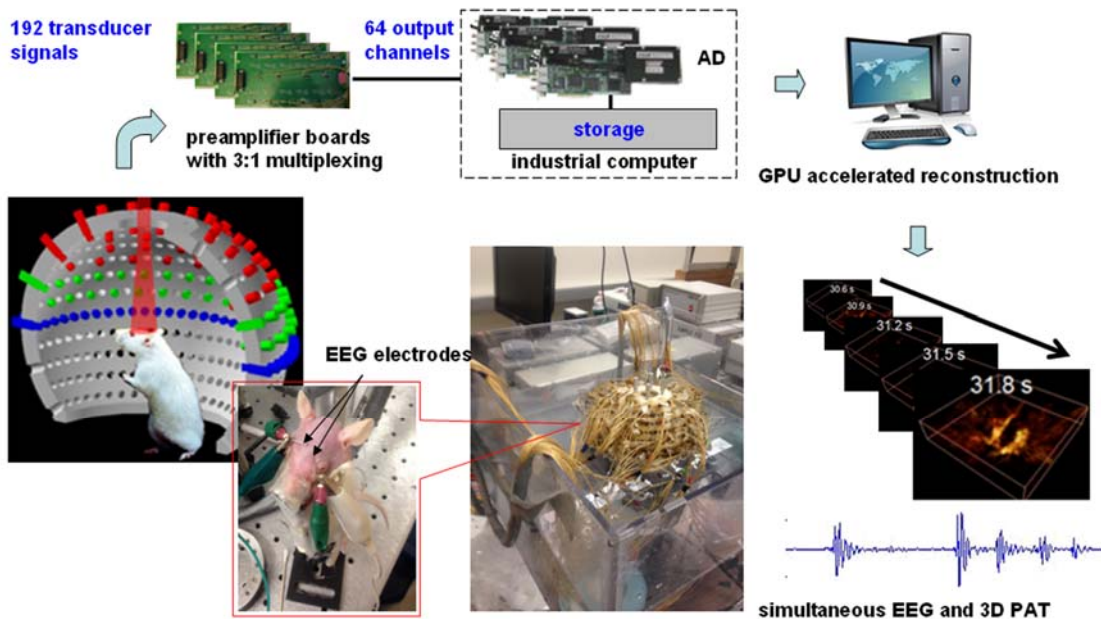 192 transducer
signals
64 output
channels
AD
preamplifier boards
with 3:1 multiplexing
storage
industrial computer
GPU accelerated reconstruction
EEG electrodes
30.6 s
30.9 s
31.2 s
31.5 s
31.8 s
simultaneous EEG and 3D PAT